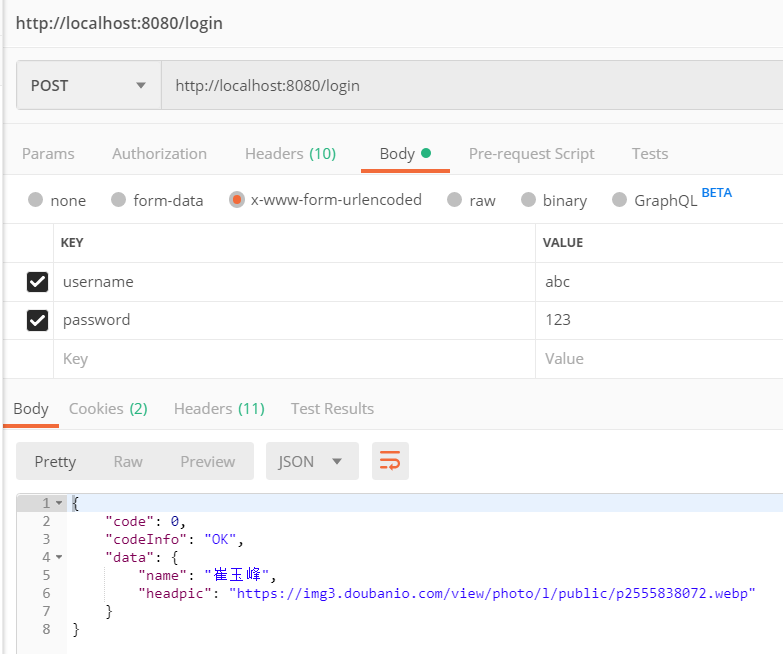 http://localhost:8080/login
POST http://localhost:8080/login
Params Authorization Headers (10) Body Pre-request Script Tests
none form-data x-www-form-urlencoded raw binary GraphQL BETA
KEY VALUE
username abc
password 123
Key Value
Body Cookies (2) Headers (11) Test Results
Pretty Raw Preview JSON
1 {
2 "code": 0,
3 "codeInfo": "OK",
4 "data": {
5 "name": "崔玉峰",
6 "headpic": "https://img3.doubanio.com/view/photo/l/public/p2555838072.webp"
7 }
8 }